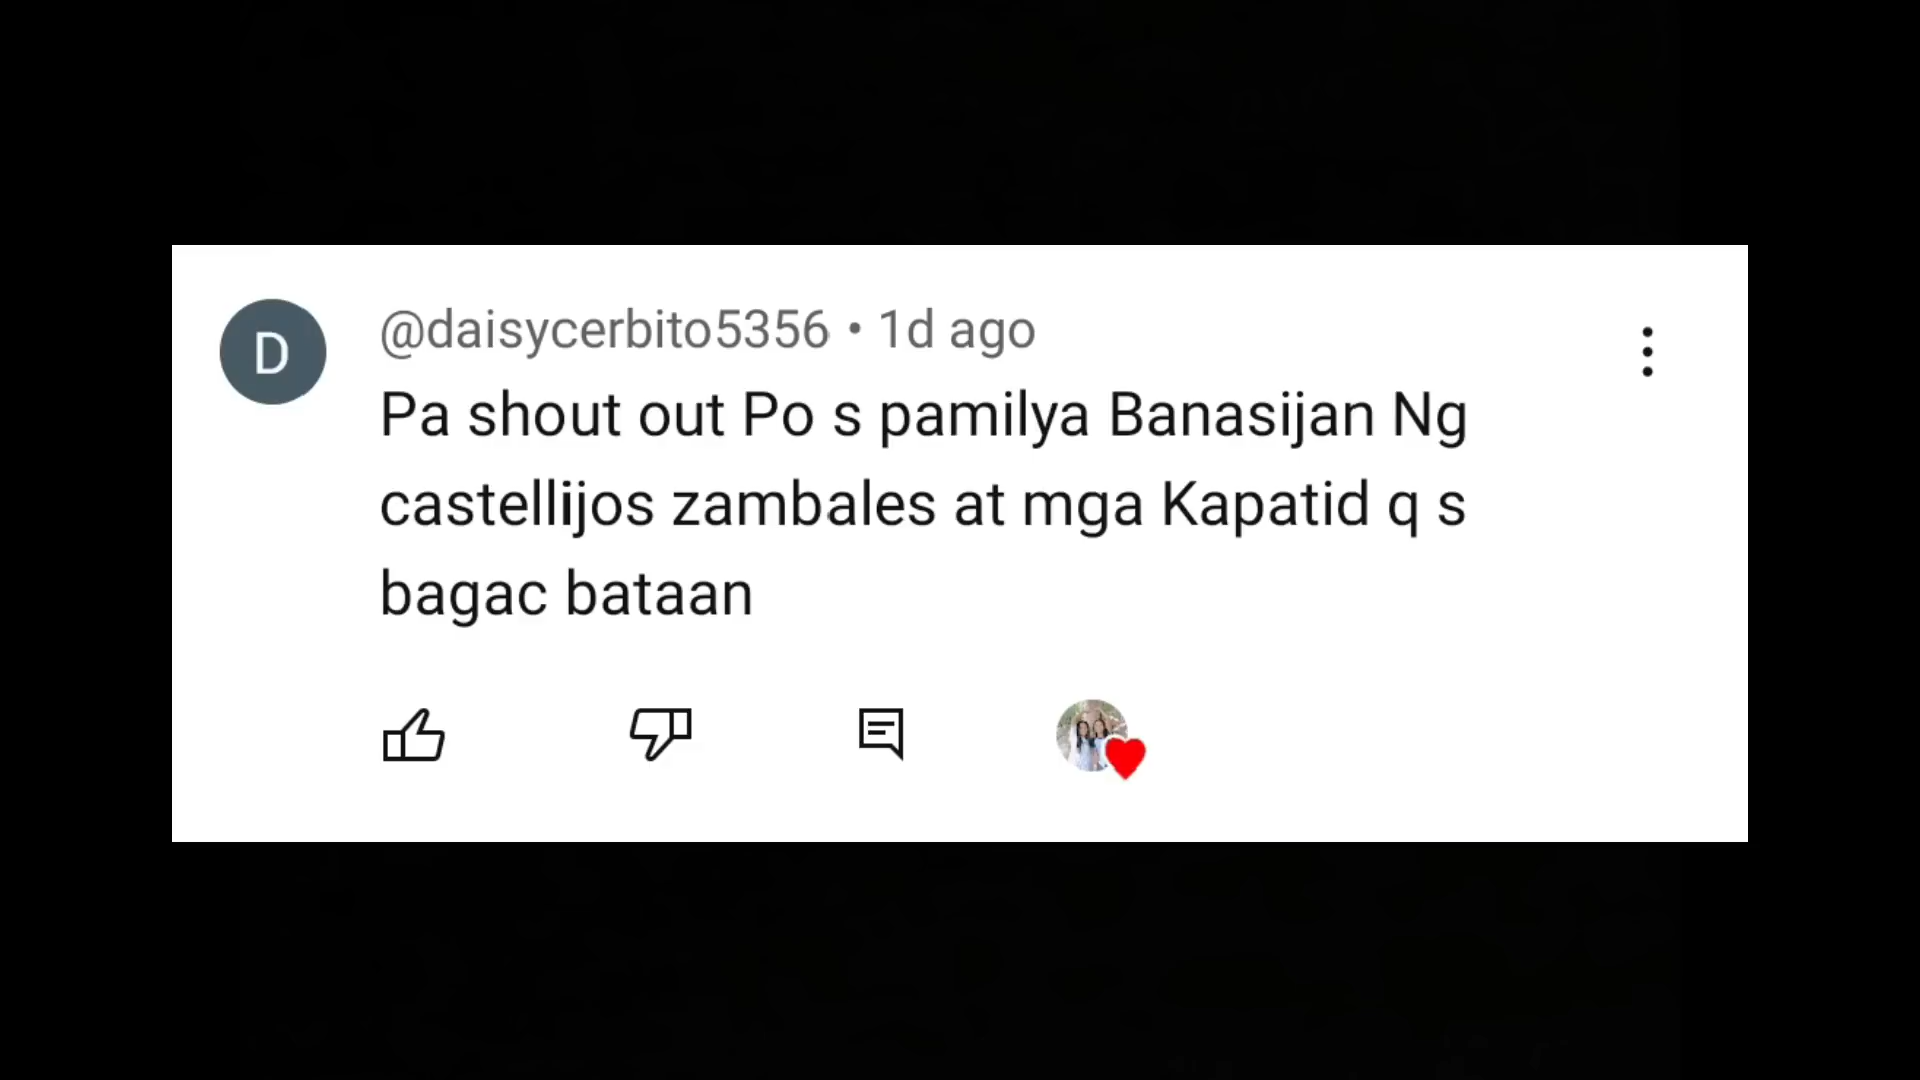 D
@daisycerbito5356 • 1d ago
Pa shout out Po s pamilya Banasijan Ng
castellijos zambales at mga Kapatid q s
bagac bataan